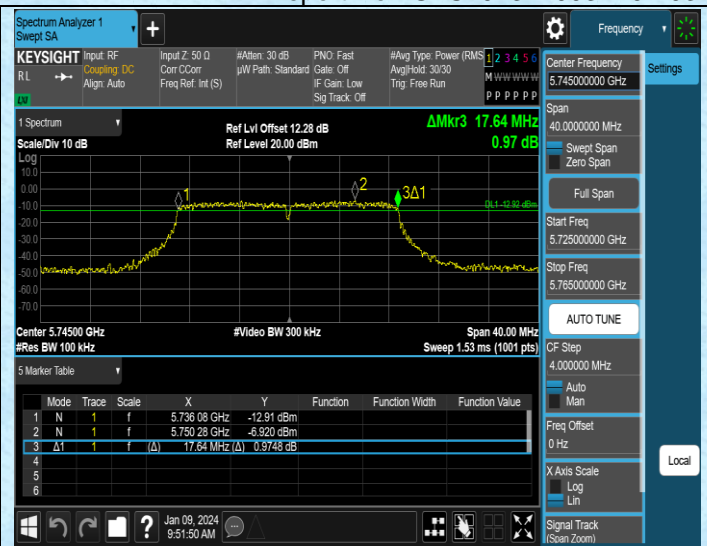 Spectrum Analyzer 1
Swept SA
Frequency
KEYSIGHT
RL
Input: RF
Coupling: DC
Align: Auto
Input Z: 50 Ω
Corr CCorr
Freq Ref: Int (S)
#Atten: 30 dB
µW Path: Standard
PNO: Fast
Gate: Off
IF Gain: Low
Sig Track: Off
#Avg Type: Power (RMS
Avg|Hold: 30/30
Trig: Free Run
1 2 3 4 5 6
M W W W W W
P P P P P P
LXI
1 Spectrum
Scale/Div 10 dB
Ref Lvl Offset 12.28 dB
Ref Level 20.00 dBm
ΔMkr3 17.64 MHz
0.97 dB
Log
10.0
0.00
-10.0
-20.0
-30.0
-40.0
-50.0
-60.0
-70.0
1
2
3Δ1
DL1 -12.92 dBm
Center 5.74500 GHz
#Res BW 100 kHz
#Video BW 300 kHz
Span 40.00 MHz
Sweep 1.53 ms (1001 pts)
5 Marker Table
Mode Trace Scale X Y Function Function Width Function Value
1 N 1 f 5.736 08 GHz -12.91 dBm
2 N 1 f 5.750 28 GHz -6.920 dBm
3 Δ1 1 f (Δ) 17.64 MHz (Δ) 0.9748 dB
4
5
6
Jan 09, 2024
9:51:50 AM
Center Frequency
5.745000000 GHz
Settings
Span
40.0000000 MHz
Swept Span
Zero Span
Full Span
Start Freq
5.725000000 GHz
Stop Freq
5.765000000 GHz
AUTO TUNE
CF Step
4.000000 MHz
Auto
Man
Freq Offset
0 Hz
X Axis Scale
Log
Lin
Local
Signal Track
(Span Zoom)